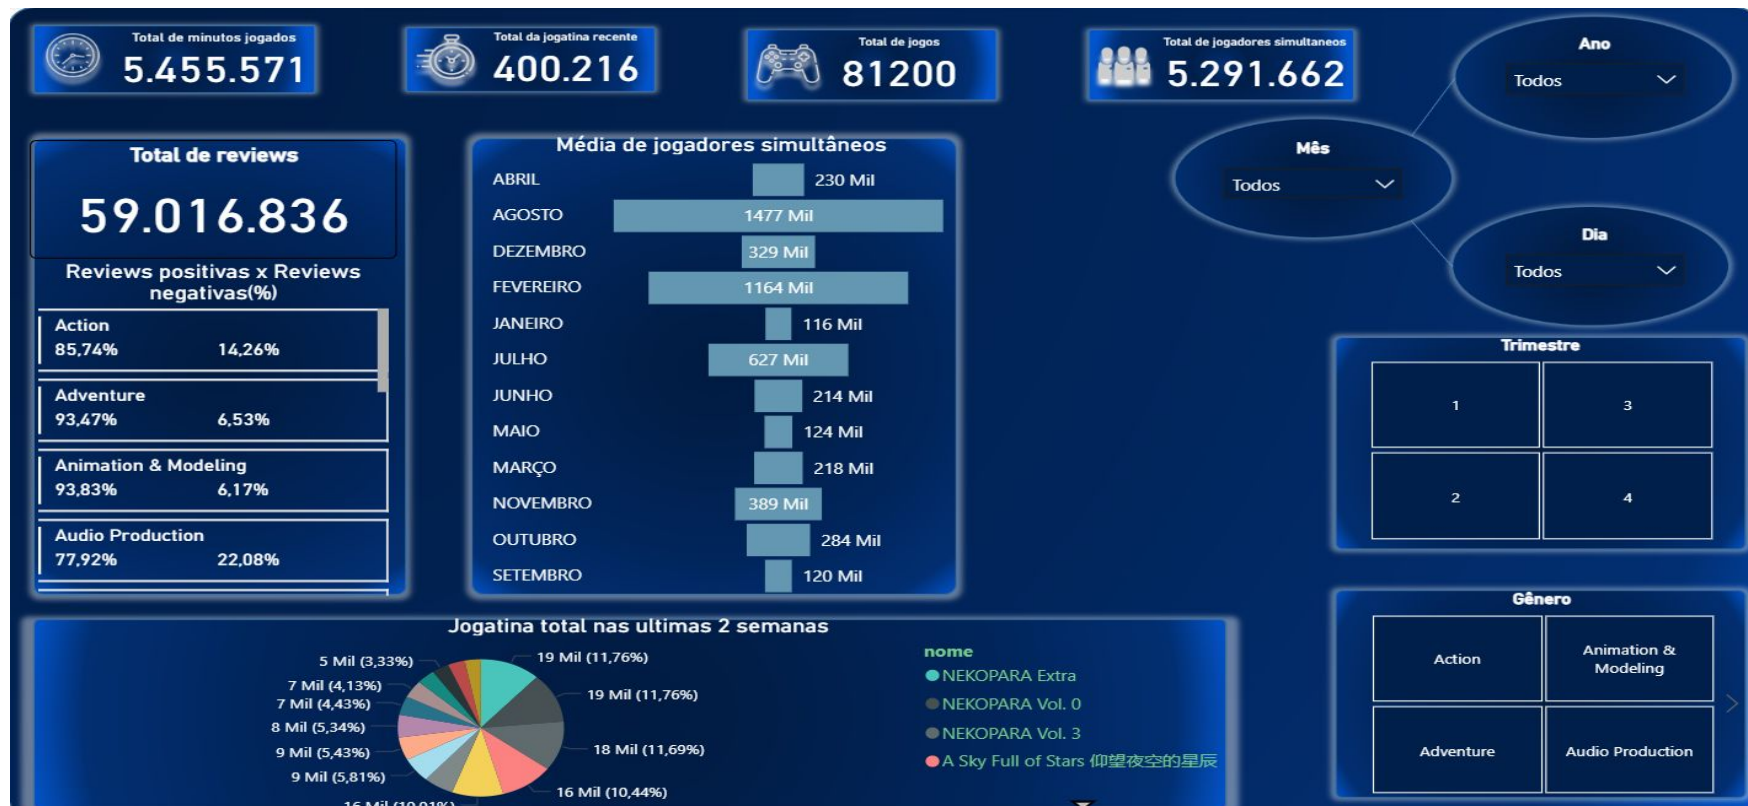 Total de minutos jogados
5.455.571
Total da jogatina recente
400.216
Total de jogos
81200
Total de jogadores simultaneos
5.291.662
Ano
Todos
Mês
Todos
Dia
Todos
Total de reviews
59.016.836
Reviews positivas x Reviews
negativas(%)
Action
85,74% 14,26%
Adventure
93,47% 6,53%
Animation & Modeling
93,83% 6,17%
Audio Production
77,92% 22,08%
Média de jogadores simultâneos
ABRIL 230 Mil
AGOSTO 1477 Mil
DEZEMBRO 329 Mil
FEVEREIRO 1164 Mil
JANEIRO 116 Mil
JULHO 627 Mil
JUNHO 214 Mil
MAIO 124 Mil
MARÇO 218 Mil
NOVEMBRO 389 Mil
OUTUBRO 284 Mil
SETEMBRO 120 Mil
Trimestre
1 3
2 4
Gênero
Action
Animation &
Modeling
Adventure
Audio Production
Jogatina total nas ultimas 2 semanas
19 Mil (11,76%)
19 Mil (11,76%)
18 Mil (11,69%)
16 Mil (10,44%)
16 Mil (10,01%)
9 Mil (5,81%)
9 Mil (5,43%)
8 Mil (5,34%)
7 Mil (4,43%)
7 Mil (4,13%)
5 Mil (3,33%)
nome
NEKOPARA Extra
NEKOPARA Vol. 0
NEKOPARA Vol. 3
A Sky Full of Stars 仰望夜空的星辰